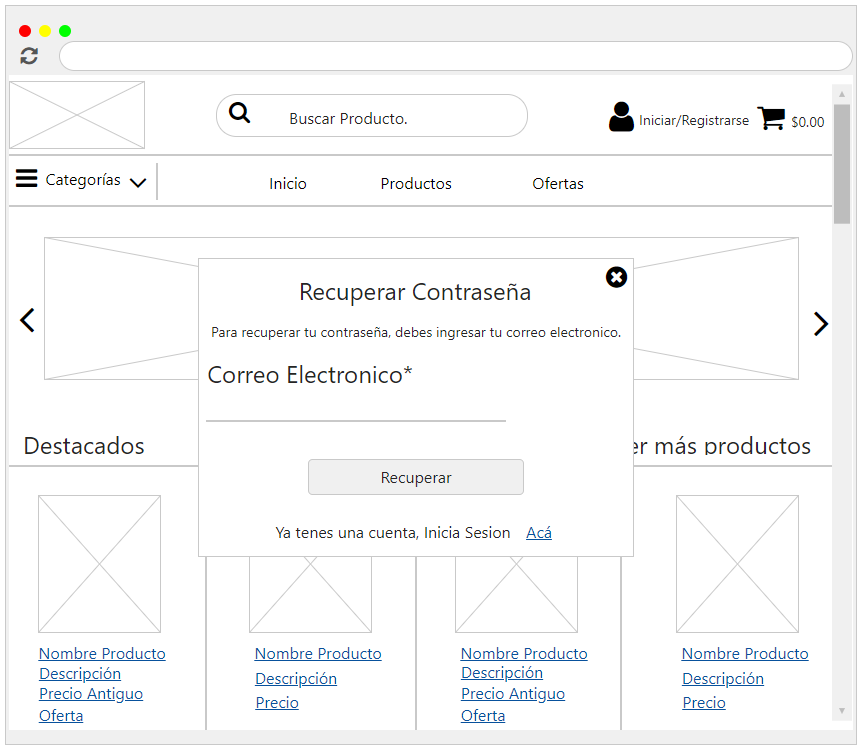 Buscar Producto.
Iniciar/Registrarse
$0.00
Categorías
Inicio
Productos
Ofertas
Recuperar Contraseña
Para recuperar tu contraseña, debes ingresar tu correo electronico.
Correo Electronico*
Destacados
er más productos
Recuperar
Ya tenes una cuenta, Inicia Sesion Acá
Nombre Producto
Descripción
Precio Antiguo
Oferta
Nombre Producto
Descripción
Precio
Nombre Producto
Descripción
Precio Antiguo
Oferta
Nombre Producto
Descripción
Precio